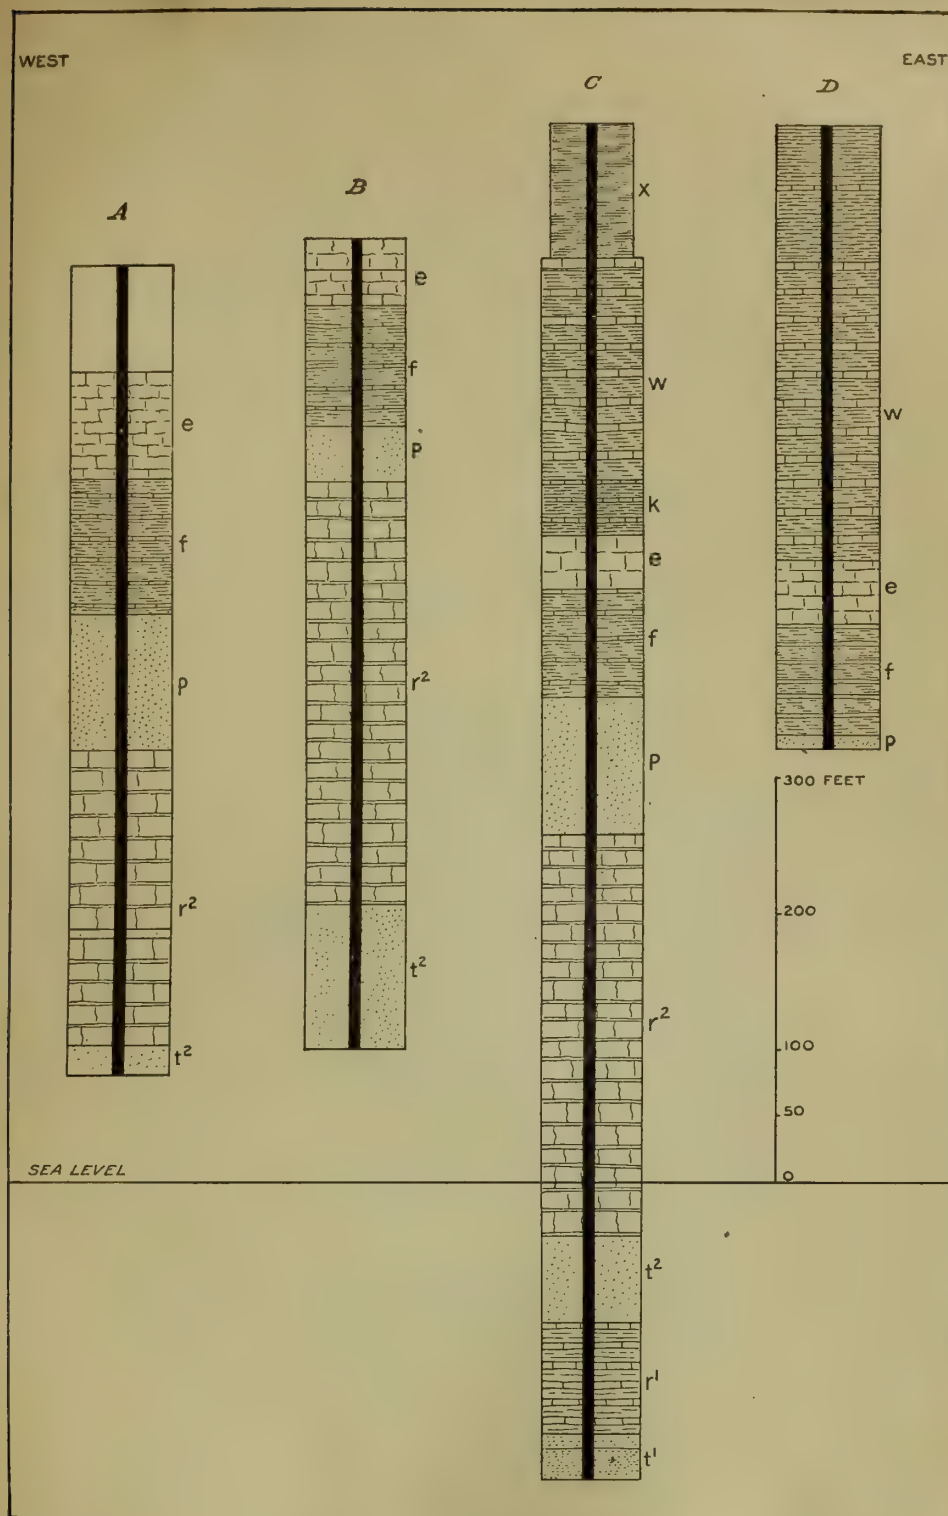 WEST
EAST
A
B
C
D
e
f
p
r²
t²
e
f
p
r²
t²
x
w
k
e
f
p
r²
t²
r¹
t¹
w
e
f
p
300 FEET
200
100
50
0
SEA LEVEL